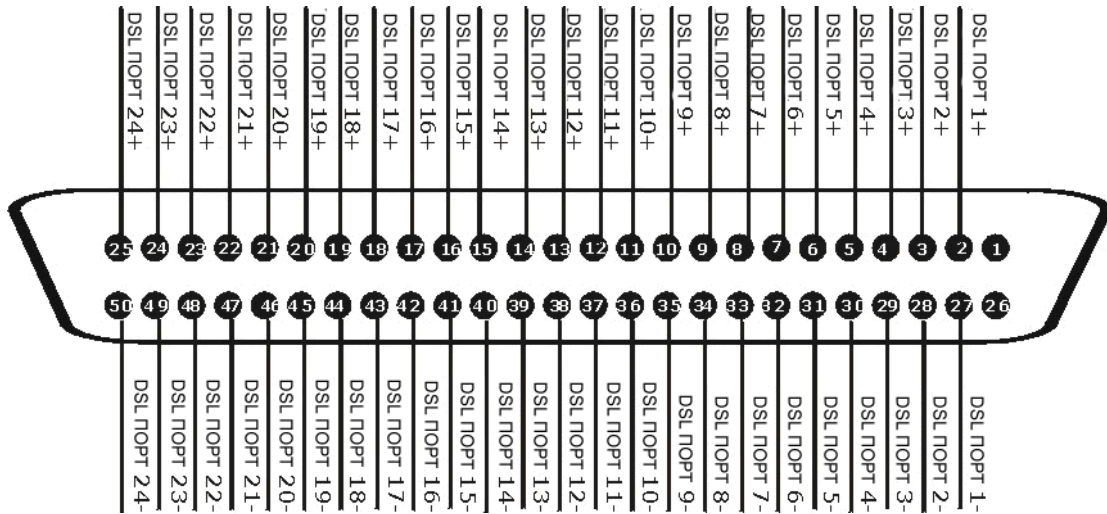 DSL ПОРТ 24+
DSL ПОРТ 23+
DSL ПОРТ 22+
DSL ПОРТ 21+
DSL ПОРТ 20+
DSL ПОРТ 19+
DSL ПОРТ 18+
DSL ПОРТ 17+
DSL ПОРТ 16+
DSL ПОРТ 15+
DSL ПОРТ 14+
DSL ПОРТ 13+
DSL ПОРТ 12+
DSL ПОРТ 11+
DSL ПОРТ 10+
DSL ПОРТ 9+
DSL ПОРТ 8+
DSL ПОРТ 7+
DSL ПОРТ 6+
DSL ПОРТ 5+
DSL ПОРТ 4+
DSL ПОРТ 3+
DSL ПОРТ 2+
DSL ПОРТ 1+
25 24 23 22 21 20 19 18 17 16 15 14 13 12 11 10 9 8 7 6 5 4 3 2 1
50 49 48 47 46 45 44 43 42 41 40 39 38 37 36 35 34 33 32 31 30 29 28 27 26
DSL ПОРТ 24-
DSL ПОРТ 23-
DSL ПОРТ 22-
DSL ПОРТ 21-
DSL ПОРТ 20-
DSL ПОРТ 19-
DSL ПОРТ 18-
DSL ПОРТ 17-
DSL ПОРТ 16-
DSL ПОРТ 15-
DSL ПОРТ 14-
DSL ПОРТ 13-
DSL ПОРТ 12-
DSL ПОРТ 11-
DSL ПОРТ 10-
DSL ПОРТ 9-
DSL ПОРТ 8-
DSL ПОРТ 7-
DSL ПОРТ 6-
DSL ПОРТ 5-
DSL ПОРТ 4-
DSL ПОРТ 3-
DSL ПОРТ 2-
DSL ПОРТ 1-